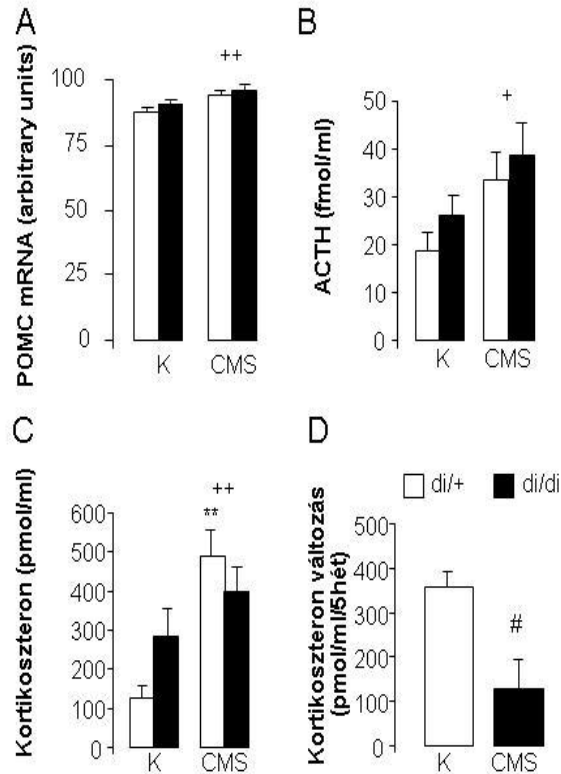 A
POMC mRNA (arbitrary units)
100
75
50
25
0
++
K CMS
B
ACTH (fmol/ml)
50
40
30
20
10
0
+
K CMS
C
Kortikoszteron (pmol/ml)
600
500
400
300
200
100
0
++
**
K CMS
D
di/+ di/di
Kortikoszteron változás
(pmol/ml/5hét)
500
400
300
200
100
0
#
K CMS